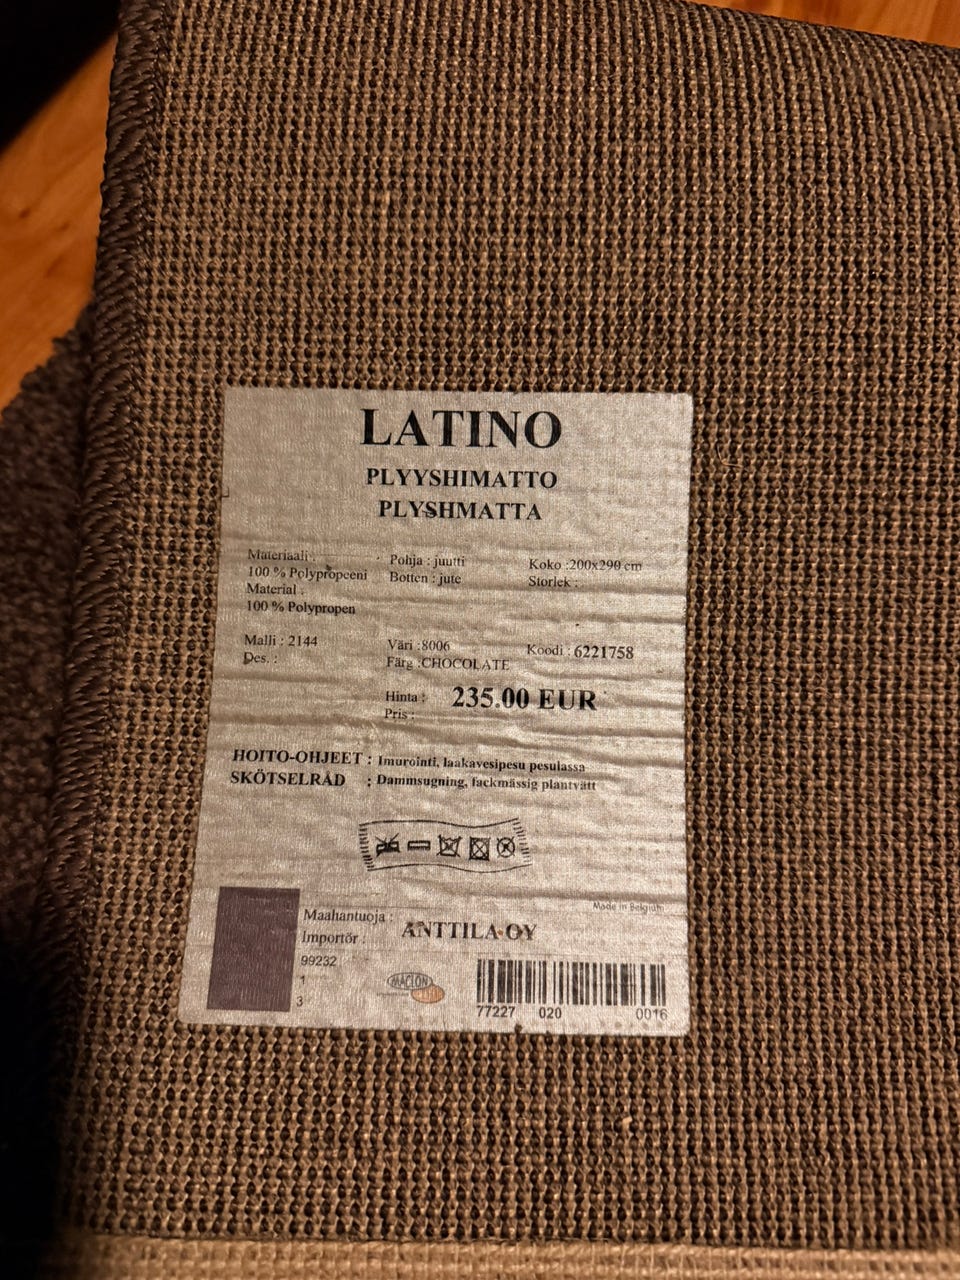 LATINO
PLYYSHIMATTO
PLYSHMATTA
Materiaali :
100 % Polypropeeni
Material :
100 % Polypropen
Pohja : juutti
Botten : jute
Koko :200x290 cm
Storlek :
Malli : 2144
Des. :
Väri :8006
Färg :CHOCOLATE
Koodi : 6221758
Hinta : 235.00 EUR
Pris :
HOITO-OHJEET : Imurointi, laakavesipesu pesulassa
SKÖTSELRÅD : Dammsugning, fackmässig plantvätt
Made in Belgium
Maahantuoja :
Importör :
ANTTILA OY
99232
1
3
MACLON
77227 020 0016